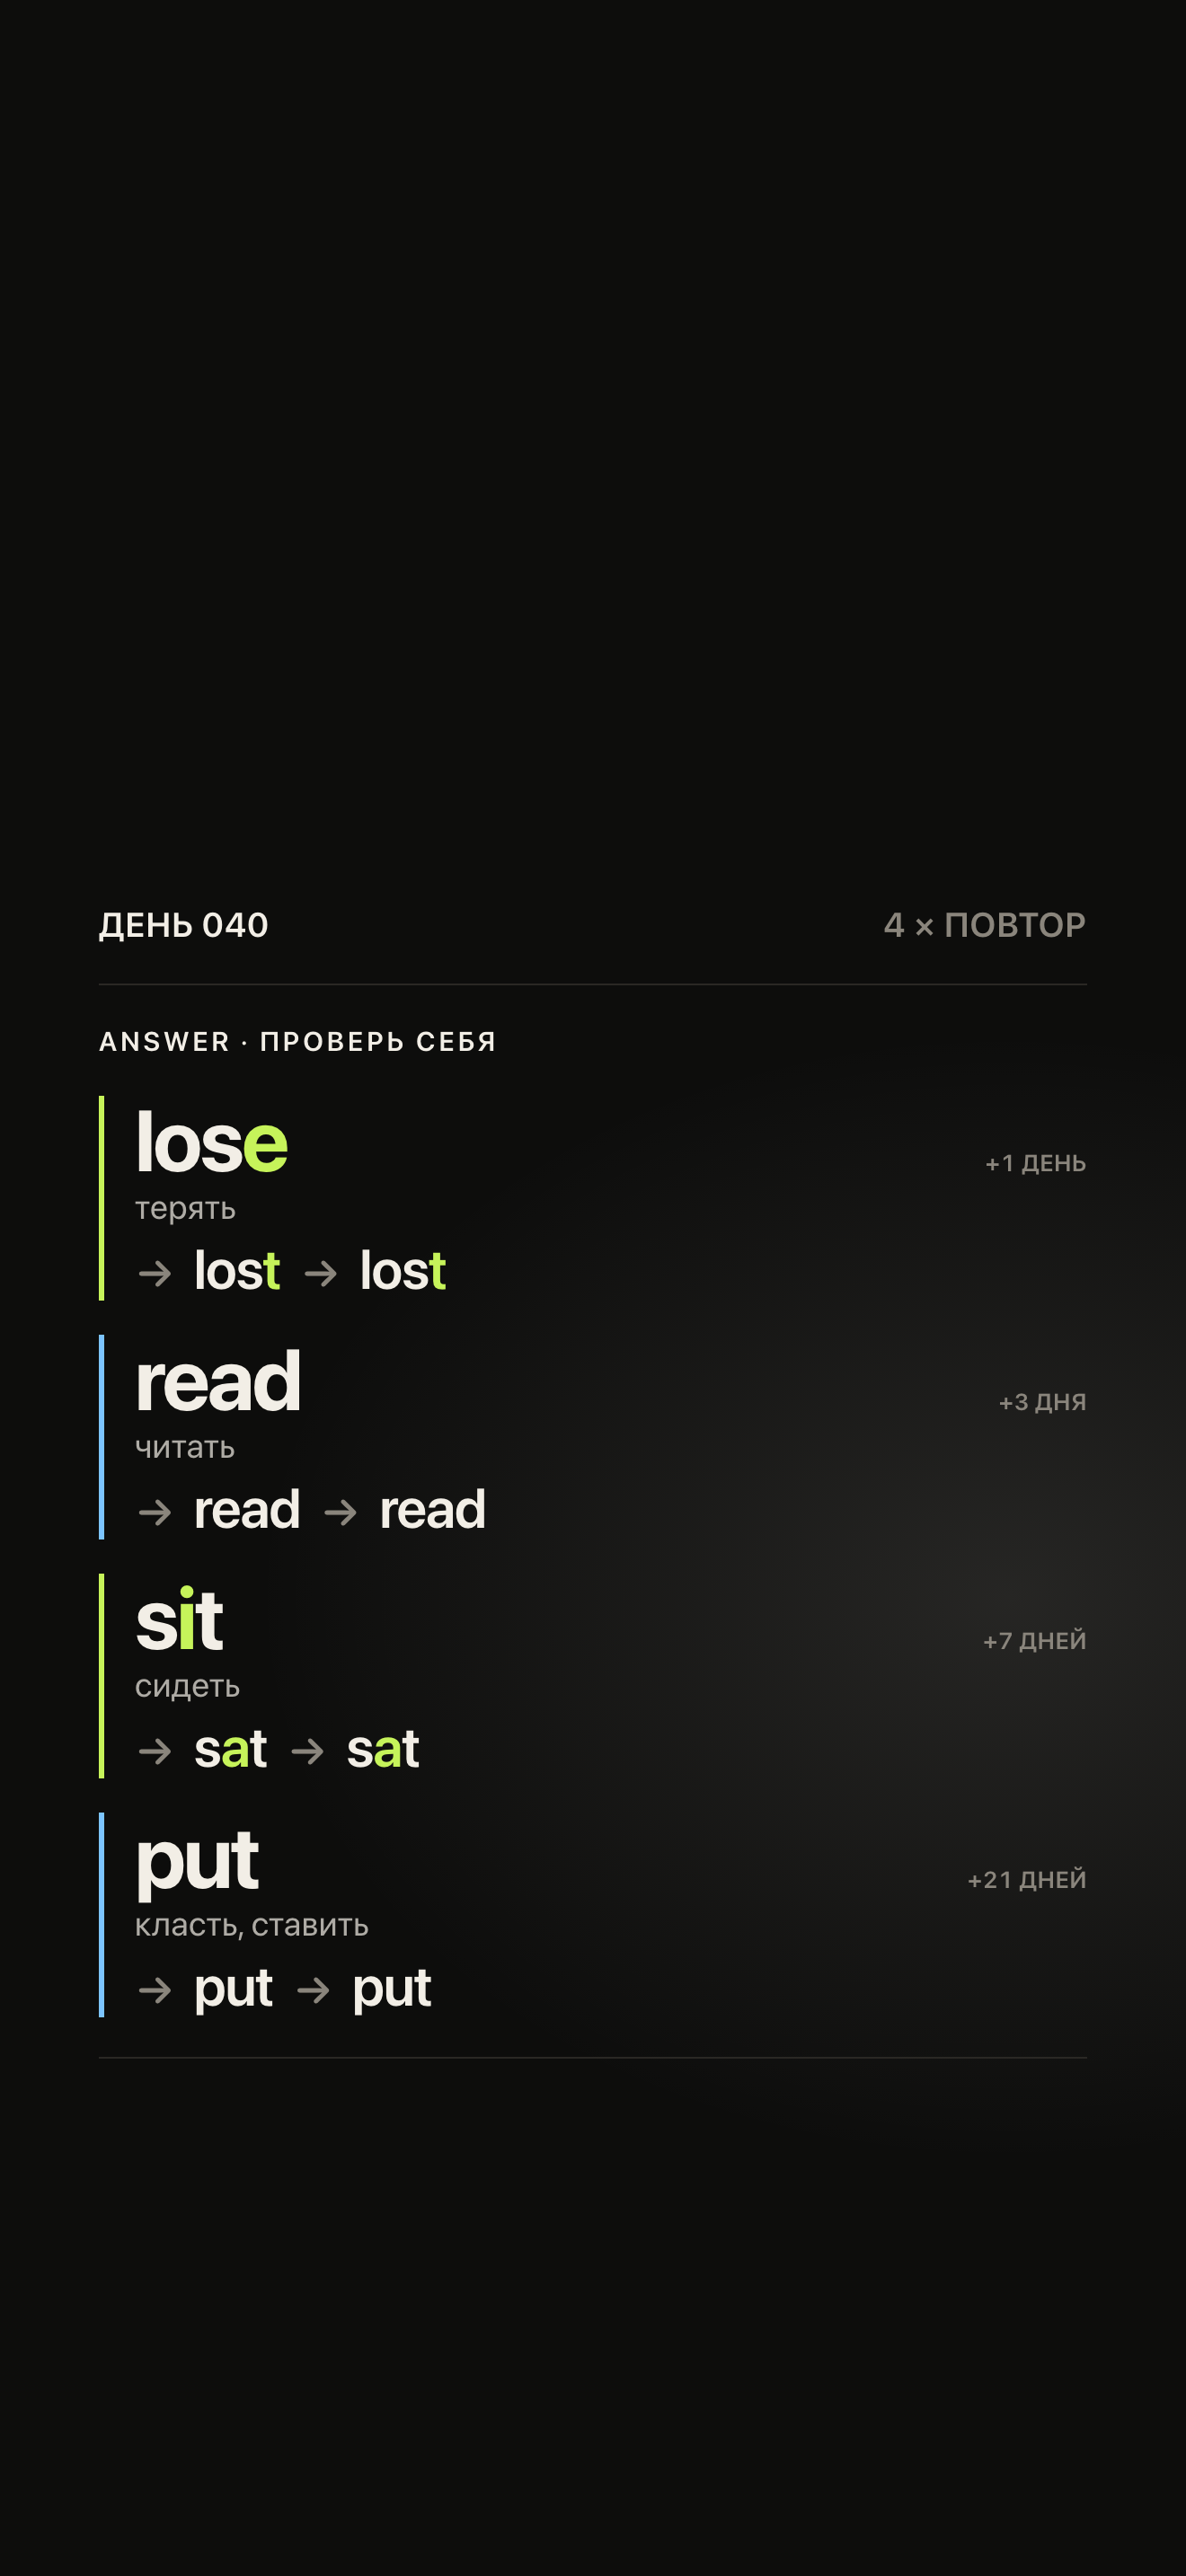 ДЕНЬ 040
4 × ПОВТОР
ANSWER · ПРОВЕРЬ СЕБЯ
lose
+1 ДЕНЬ
терять
→ lost → lost
read
+3 ДНЯ
читать
→ read → read
sit
+7 ДНЕЙ
сидеть
→ sat → sat
put
+21 ДНЕЙ
класть, ставить
→ put → put